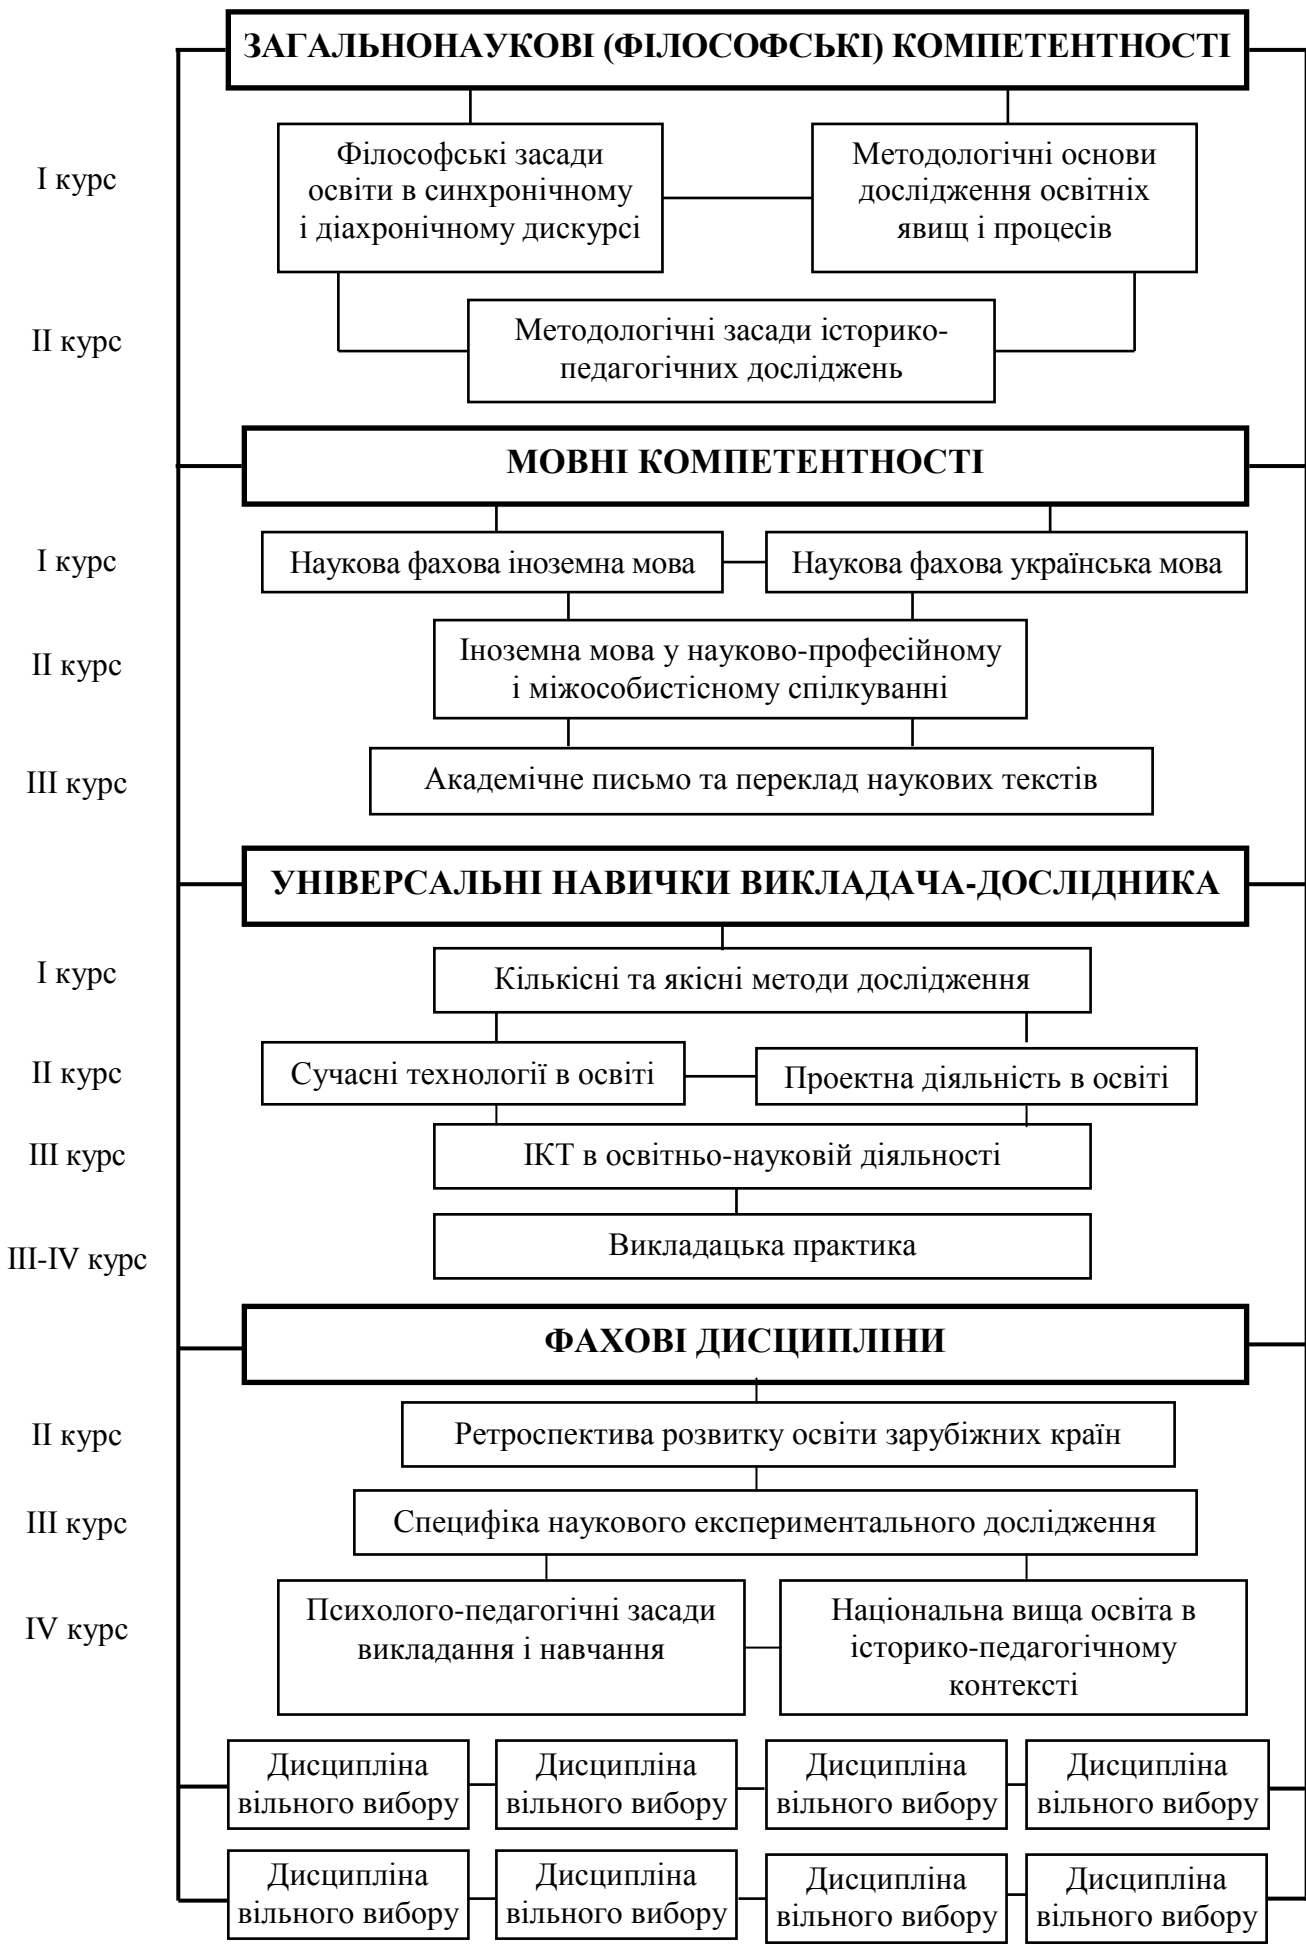 ЗАГАЛЬНОНАУКОВІ (ФІЛОСОФСЬКІ) КОМПЕТЕНТНОСТІ
І курс
Філософські засади
освіти в синхронічному
і діахронічному дискурсі
Методологічні основи
дослідження освітніх
явищ і процесів
ІІ курс
Методологічні засади історико-
педагогічних досліджень
МОВНІ КОМПЕТЕНТНОСТІ
І курс
Наукова фахова іноземна мова
Наукова фахова українська мова
ІІ курс
Іноземна мова у науково-професійному
і міжособистісному спілкуванні
ІІІ курс
Академічне письмо та переклад наукових текстів
УНІВЕРСАЛЬНІ НАВИЧКИ ВИКЛАДАЧА-ДОСЛІДНИКА
І курс
Кількісні та якісні методи дослідження
ІІ курс
Сучасні технології в освіті
Проектна діяльність в освіті
ІІІ курс
ІКТ в освітньо-науковій діяльності
ІІІ-IV курс
Викладацька практика
ФАХОВІ ДИСЦИПЛІНИ
ІІ курс
Ретроспектива розвитку освіти зарубіжних країн
ІІІ курс
Специфіка наукового експериментального дослідження
IV курс
Психолого-педагогічні засади
викладання і навчання
Національна вища освіта в
історико-педагогічному
контексті
Дисципліна
вільного вибору
Дисципліна
вільного вибору
Дисципліна
вільного вибору
Дисципліна
вільного вибору
Дисципліна
вільного вибору
Дисципліна
вільного вибору
Дисципліна
вільного вибору
Дисципліна
вільного вибору